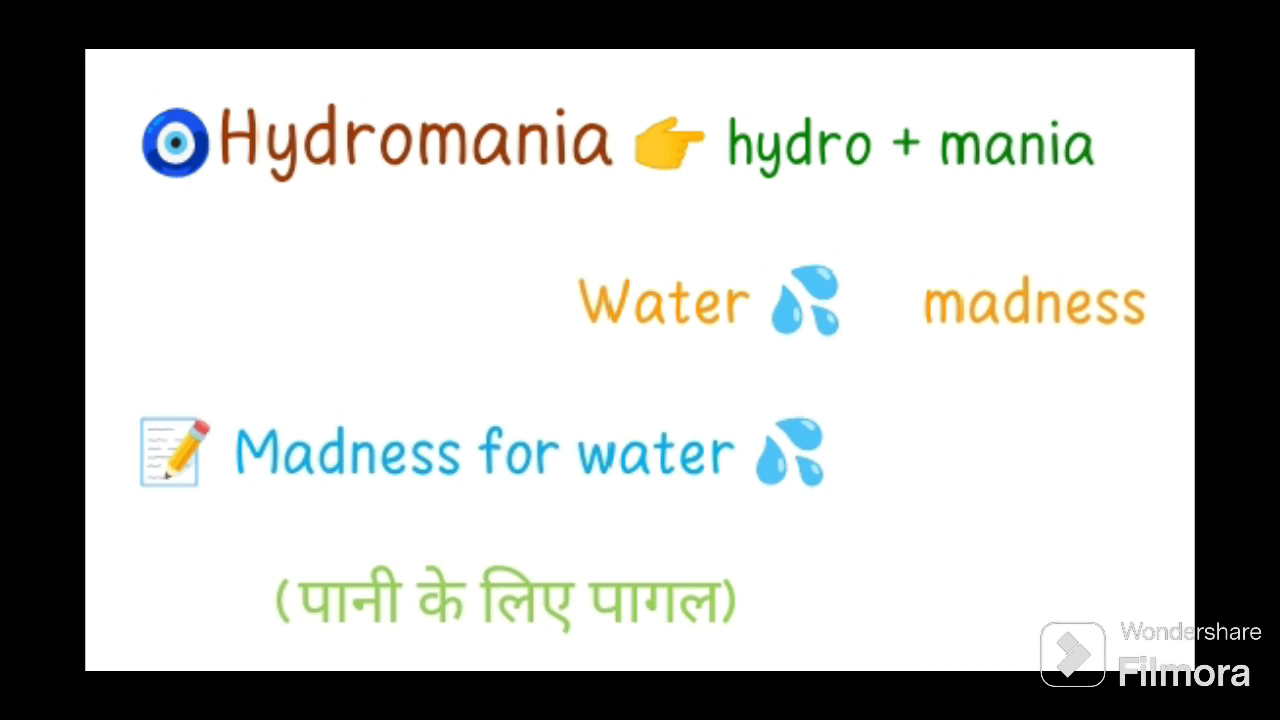 Hydromania hydro + mania
Water madness
Madness for water
(पानी के लिए पागल)
Wondershare
Filmora